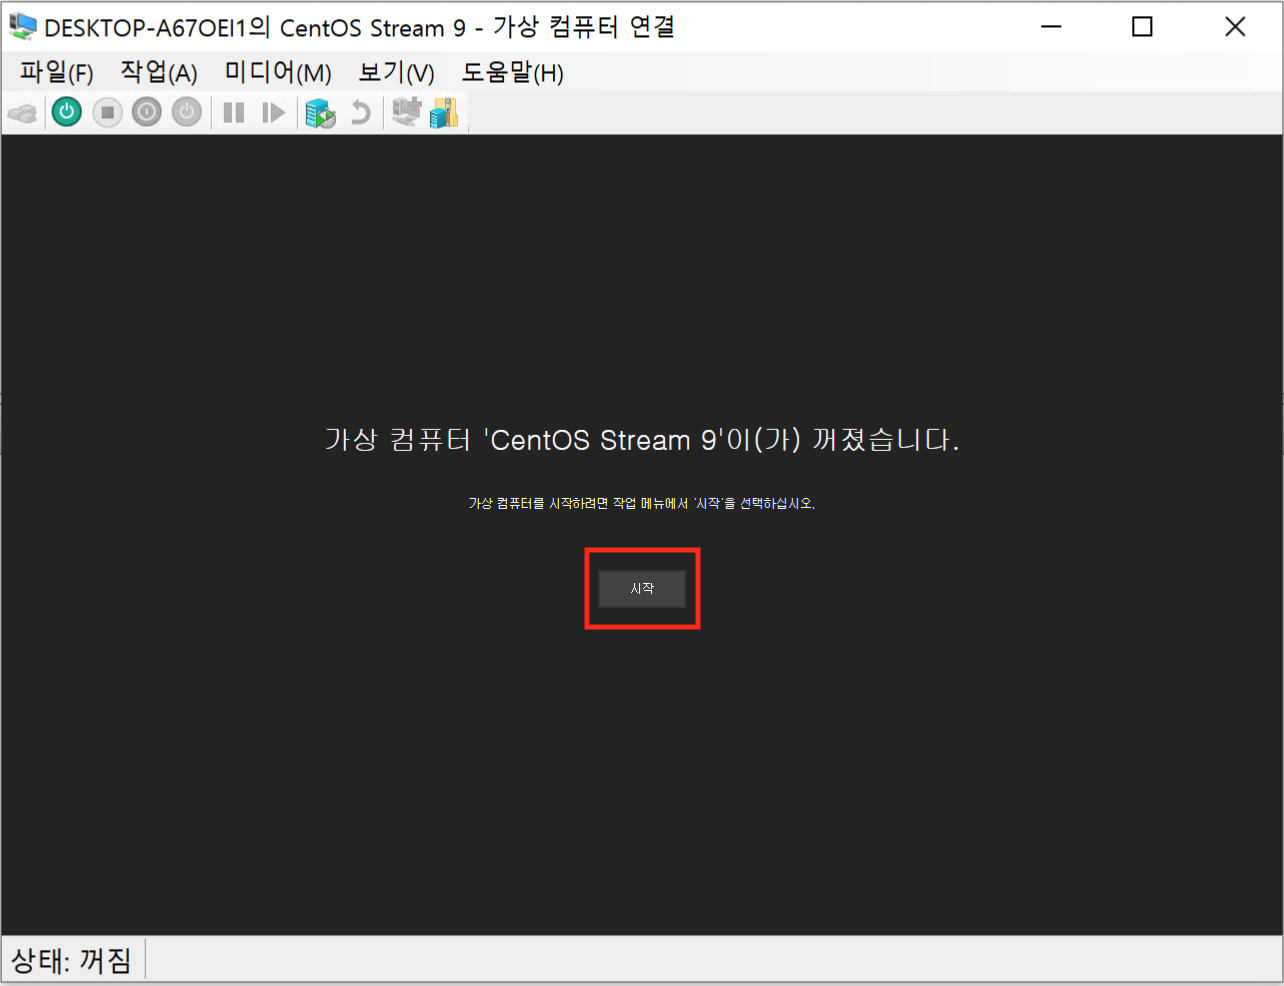 DESKTOP-A67OEI1의 CentOS Stream 9 - 가상 컴퓨터 연결
파일(F) 작업(A) 미디어(M) 보기(V) 도움말(H)
가상 컴퓨터 'CentOS Stream 9'이(가) 꺼졌습니다.
가상 컴퓨터를 시작하려면 작업 메뉴에서 '시작'을 선택하십시오.
시작
상태: 꺼짐